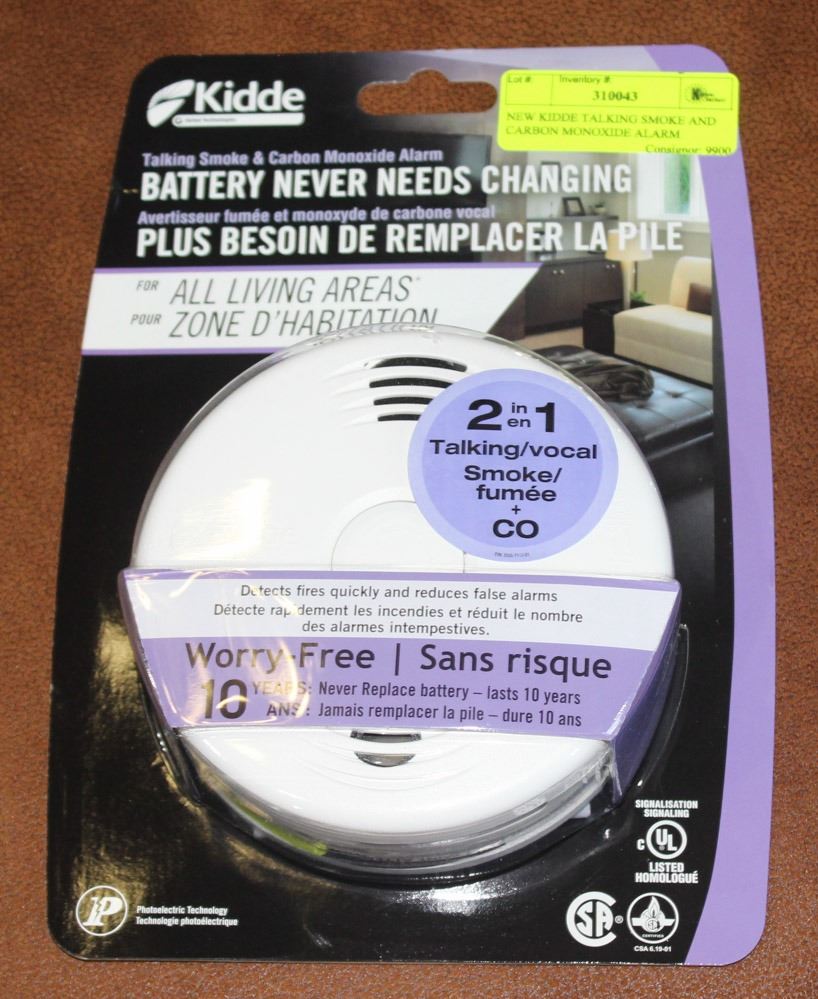 Kidde
Lot #: Inventory #:
310043
NEW KIDDE TALKING SMOKE AND
CARBON MONOXIDE ALARM
Consignor: 9900
Talking Smoke & Carbon Monoxide Alarm
BATTERY NEVER NEEDS CHANGING
Avertisseur fumée et monoxyde de carbone vocal
PLUS BESOIN DE REMPLACER LA PILE
FOR ALL LIVING AREAS*
POUR ZONE D'HABITATION
2 in en 1
Talking/vocal
Smoke/
fumée
+
CO
Detects fires quickly and reduces false alarms
Détecte rapidement les incendies et réduit le nombre
des alarmes intempestives.
Worry-Free | Sans risque
10 YEARS: Never Replace battery – lasts 10 years
ANS: Jamais remplacer la pile – dure 10 ans
SIGNALISATION
SIGNALING
c UL
LISTED
HOMOLOGUÉ
P Photoelectric Technology
Technologie photoélectrique
SA ®
CSA 6.19-01